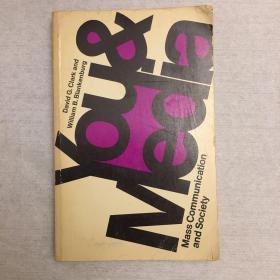 You &
Media
David G. Clark and
William B. Blankenburg
Mass Communication
and Society